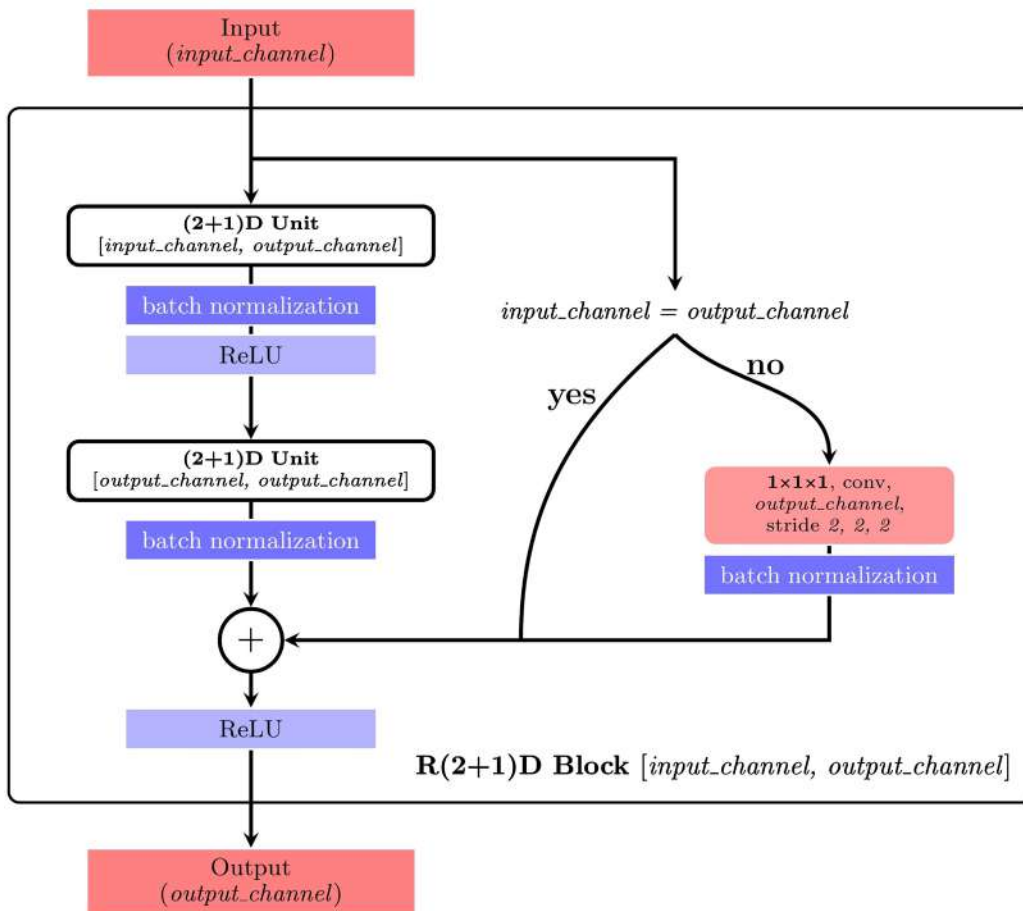 Input
(input_channel)
(2+1)D Unit
[input_channel, output_channel]
batch normalization
ReLU
input_channel = output_channel
yes
no
(2+1)D Unit
[output_channel, output_channel]
batch normalization
1×1×1, conv,
output_channel,
stride 2, 2, 2
batch normalization
+
ReLU
R(2+1)D Block [input_channel, output_channel]
Output
(output_channel)